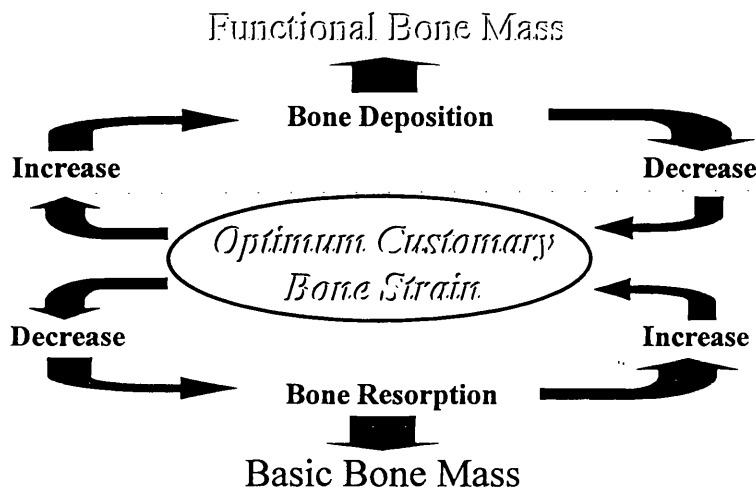 Functional Bone Mass
Bone Deposition
Increase
Decrease
Optimum Customary
Bone Strain
Decrease
Increase
Bone Resorption
Basic Bone Mass